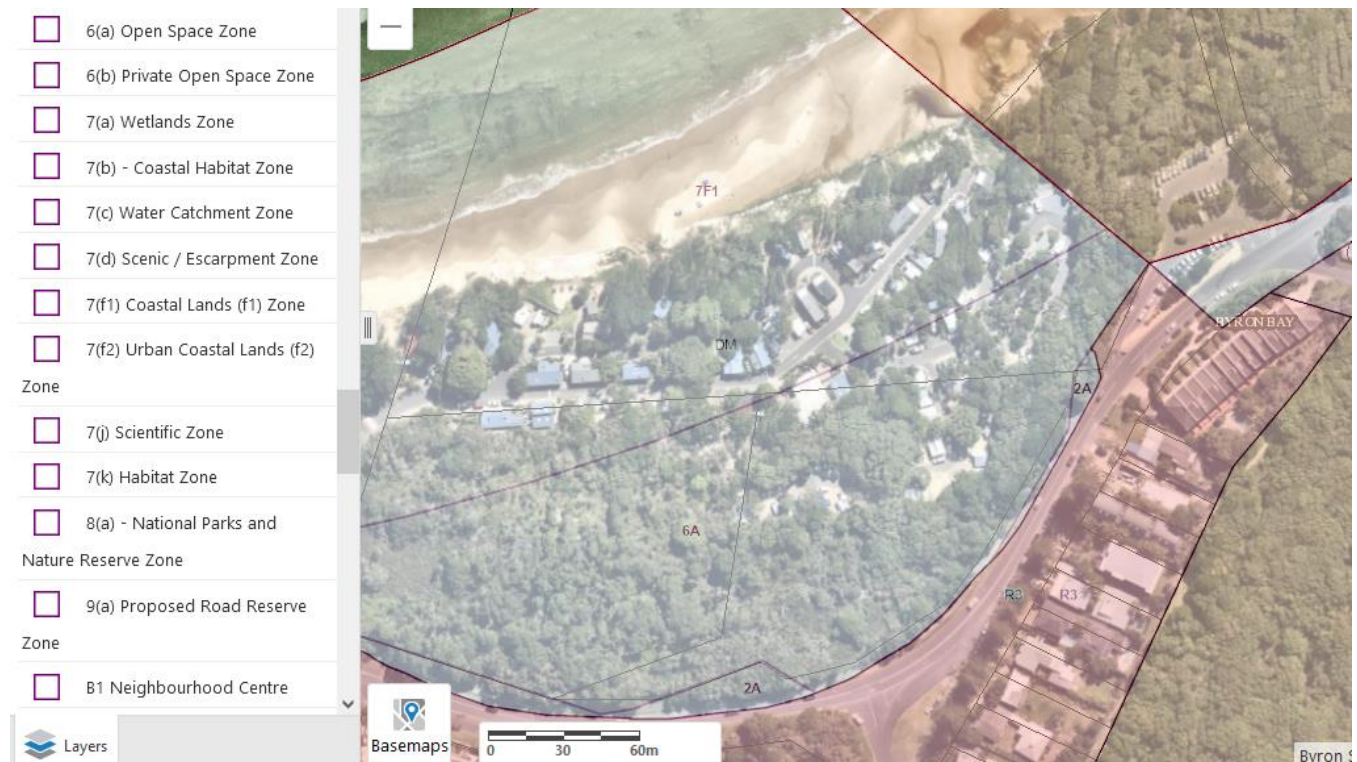 6(a) Open Space Zone
6(b) Private Open Space Zone
7(a) Wetlands Zone
7(b) - Coastal Habitat Zone
7(c) Water Catchment Zone
7(d) Scenic / Escarpment Zone
7(f1) Coastal Lands (f1) Zone
7(f2) Urban Coastal Lands (f2)
Zone
7(j) Scientific Zone
7(k) Habitat Zone
8(a) - National Parks and
Nature Reserve Zone
9(a) Proposed Road Reserve
Zone
B1 Neighbourhood Centre
Layers
7F1
BYRON BAY
DM
2A
6A
R3
R3
2A
Basemaps
0 30 60m
Byron S